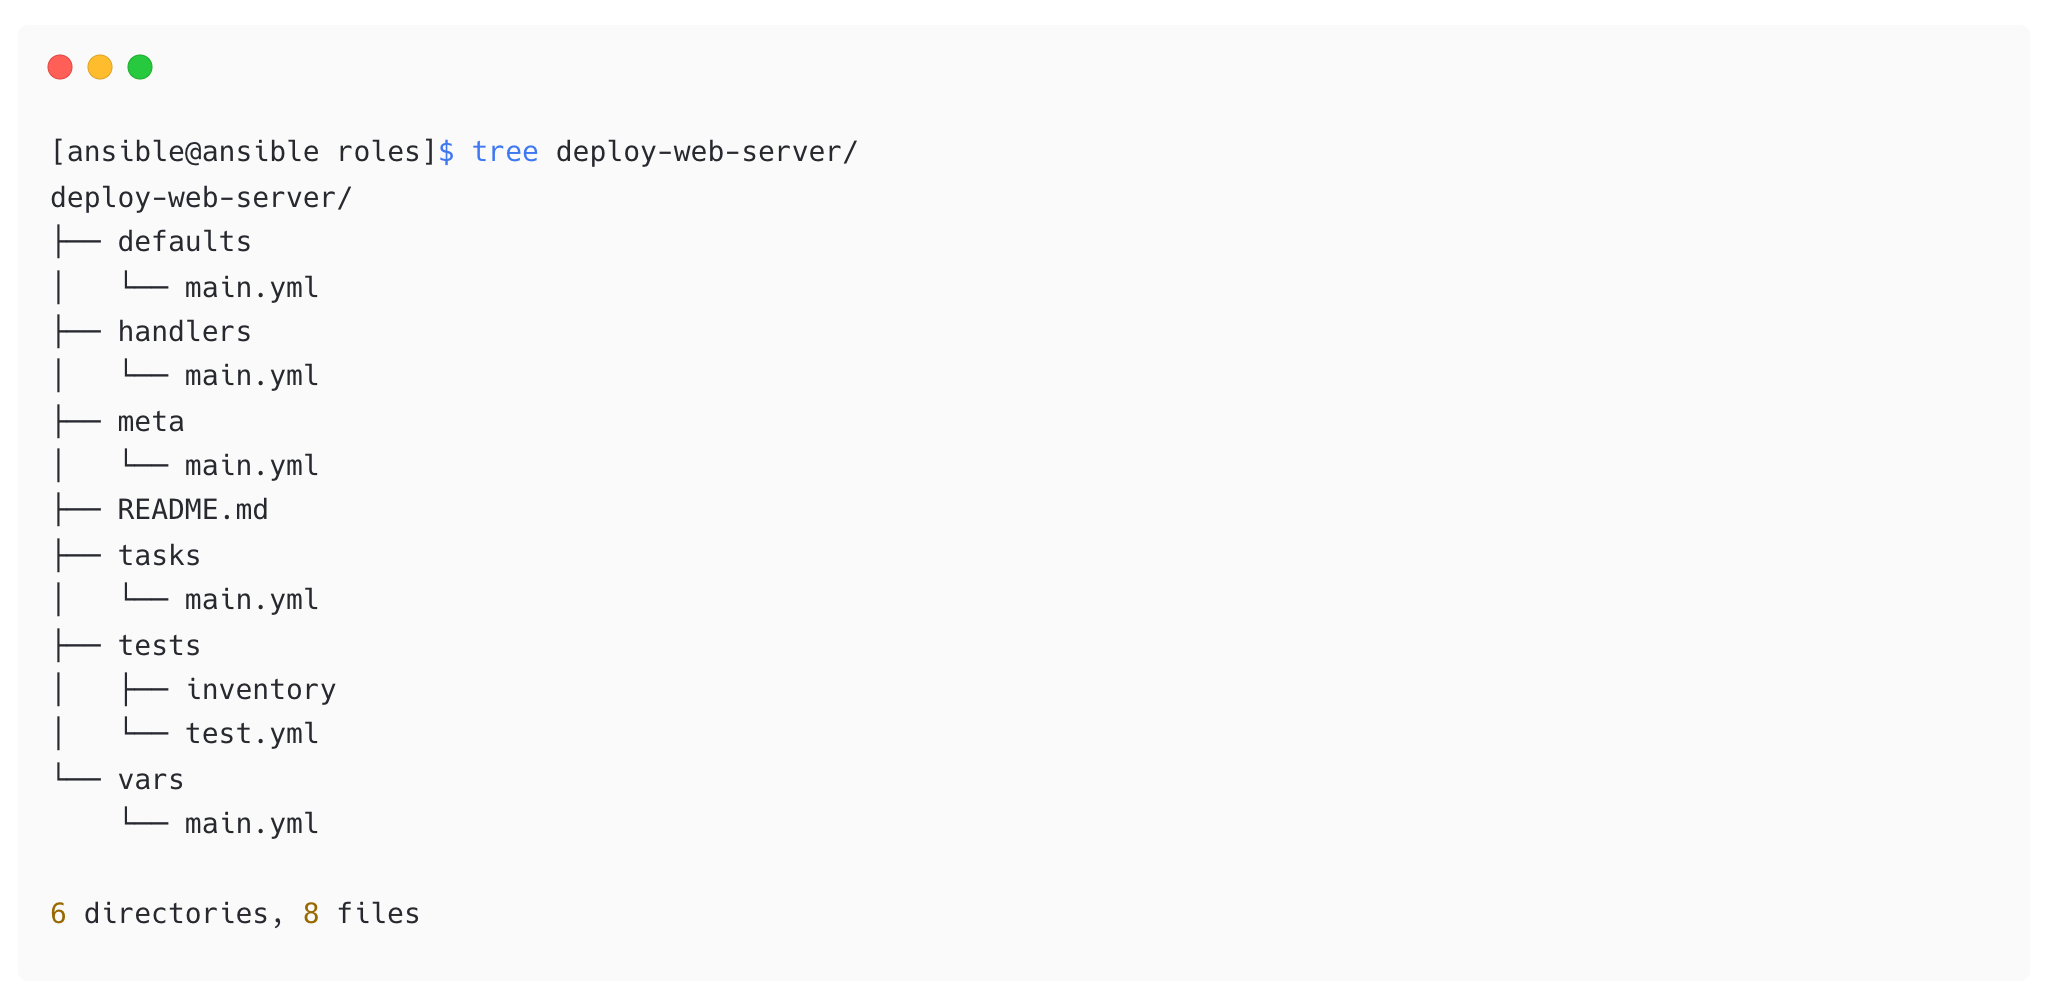 [ansible@ansible roles]$ tree deploy-web-server/
deploy-web-server/
├── defaults
│   └── main.yml
├── handlers
│   └── main.yml
├── meta
│   └── main.yml
├── README.md
├── tasks
│   └── main.yml
├── tests
│   ├── inventory
│   └── test.yml
└── vars
    └── main.yml
6 directories, 8 files